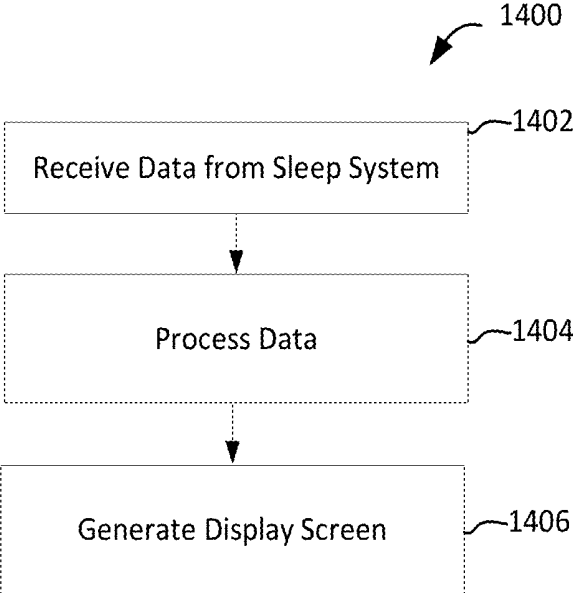 1400
1402
Receive Data from Sleep System
Process Data
1404
Generate Display Screen
1406